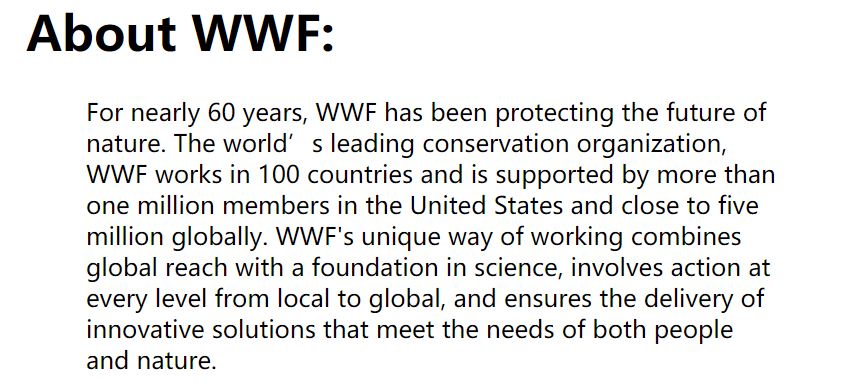 About WWF:
For nearly 60 years, WWF has been protecting the future of
nature. The world’s leading conservation organization,
WWF works in 100 countries and is supported by more than
one million members in the United States and close to five
million globally. WWF's unique way of working combines
global reach with a foundation in science, involves action at
every level from local to global, and ensures the delivery of
innovative solutions that meet the needs of both people
and nature.